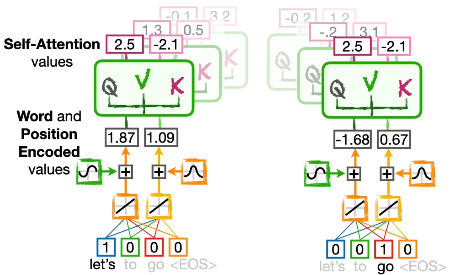 -0.1 3.2
1.3 0.5
Self-Attention 2.5 -2.1
values
Q V K K K
Word and
Position
Encoded
values
1.87 1.09
+ +
1 0 0 0
let's to go <EOS>
-0.2 1.2
-.2 3.1
2.5 -2.1
Q V K K K
-1.68 0.67
+ +
0 0 1 0
let's to go <EOS>